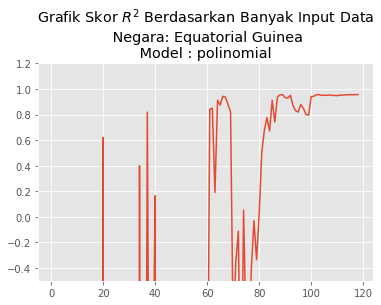 Grafik Skor R² Berdasarkan Banyak Input Data
Negara: Equatorial Guinea
Model : polinomial
1.2
1.0
0.8
0.6
0.4
0.2
0.0
−0.2
−0.4
0 20 40 60 80 100 120